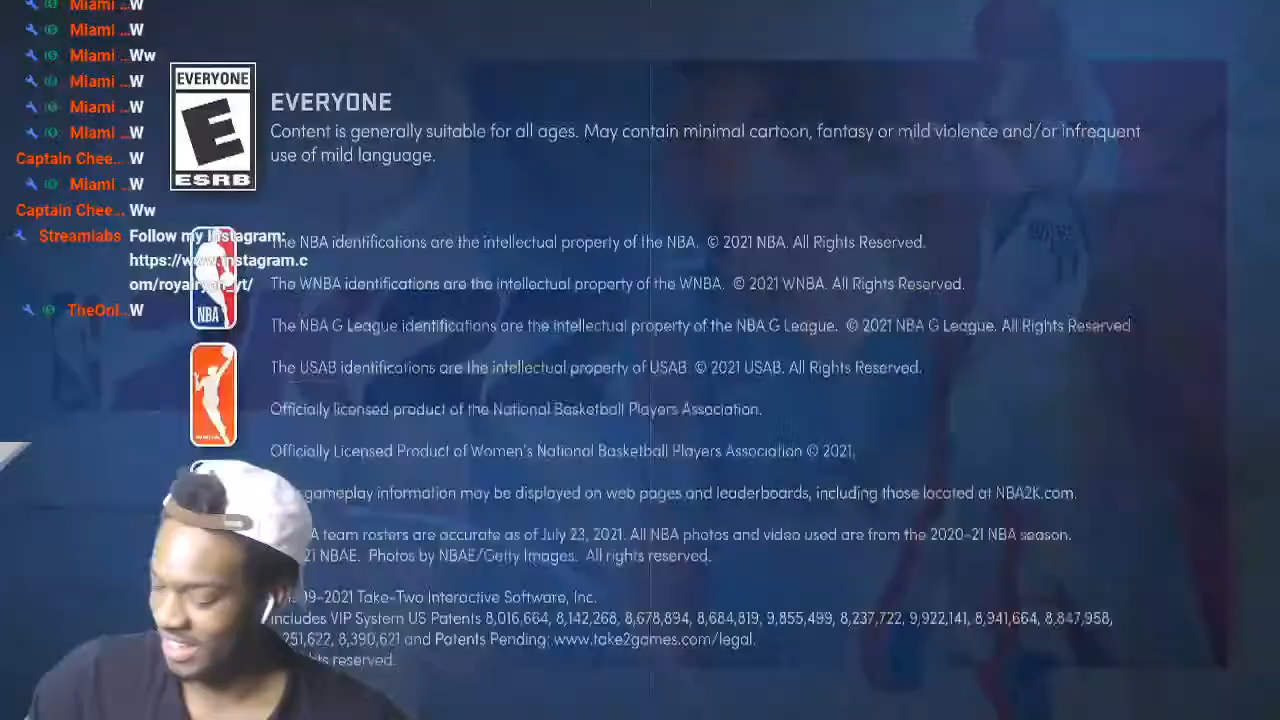 Miami ... W
Miami ... W
Miami ... Ww
Miami ... W
Miami ... W
Miami ... W
Captain Chee... W
Miami ... W
Captain Chee... Ww
Streamlabs Follow my Instagram:
https://www.instagram.c
om/royal _yt/
TheOnl... W
EVERYONE
E
ESRB
EVERYONE
Content is generally suitable for all ages. May contain minimal cartoon, fantasy or mild violence and/or infrequent
use of mild language.
NBA
The NBA identifications are the intellectual property of the NBA. © 2021 NBA. All Rights Reserved.
The WNBA identifications are the intellectual property of the WNBA. © 2021 WNBA. All Rights Reserved.
The NBA G League identifications are the intellectual property of the NBA G League. © 2021 NBA G League. All Rights Reserved
The USAB identifications are the intellectual property of USAB. © 2021 USAB. All Rights Reserved.
Officially licensed product of the National Basketball Players Association.
Officially Licensed Product of Women's National Basketball Players Association © 2021.
gameplay information may be displayed on web pages and leaderboards, including those located at NBA2K.com.
team rosters are accurate as of July 23, 2021. All NBA photos and video used are from the 2020-21 NBA season.
21 NBAE. Photos by NBAE/Getty Images. All rights reserved.
99-2021 Take-Two Interactive Software, Inc.
Includes VIP System US Patents 8,016,664, 8,142,268, 8,678,894, 8,684,819, 9,855,499, 8,237,722, 9,922,141, 8,941,664, 8,847,958,
251,622, 8,390,621 and Patents Pending: www.take2games.com/legal.
reserved.